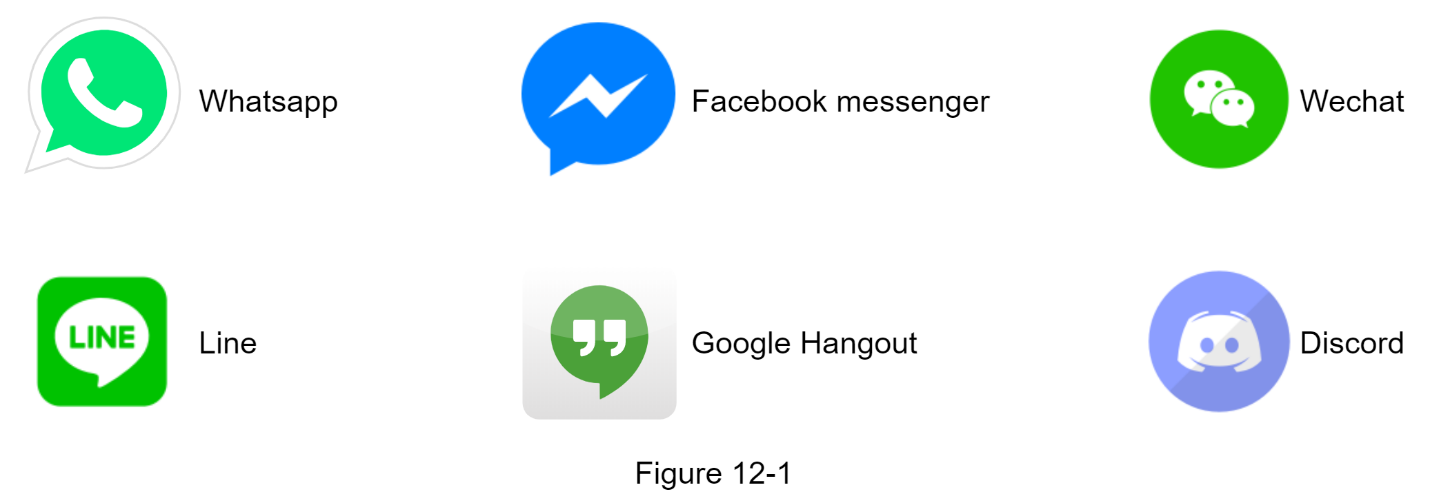 Whatsapp
Facebook messenger
Wechat
LINE
Line
Google Hangout
Discord
Figure 12-1